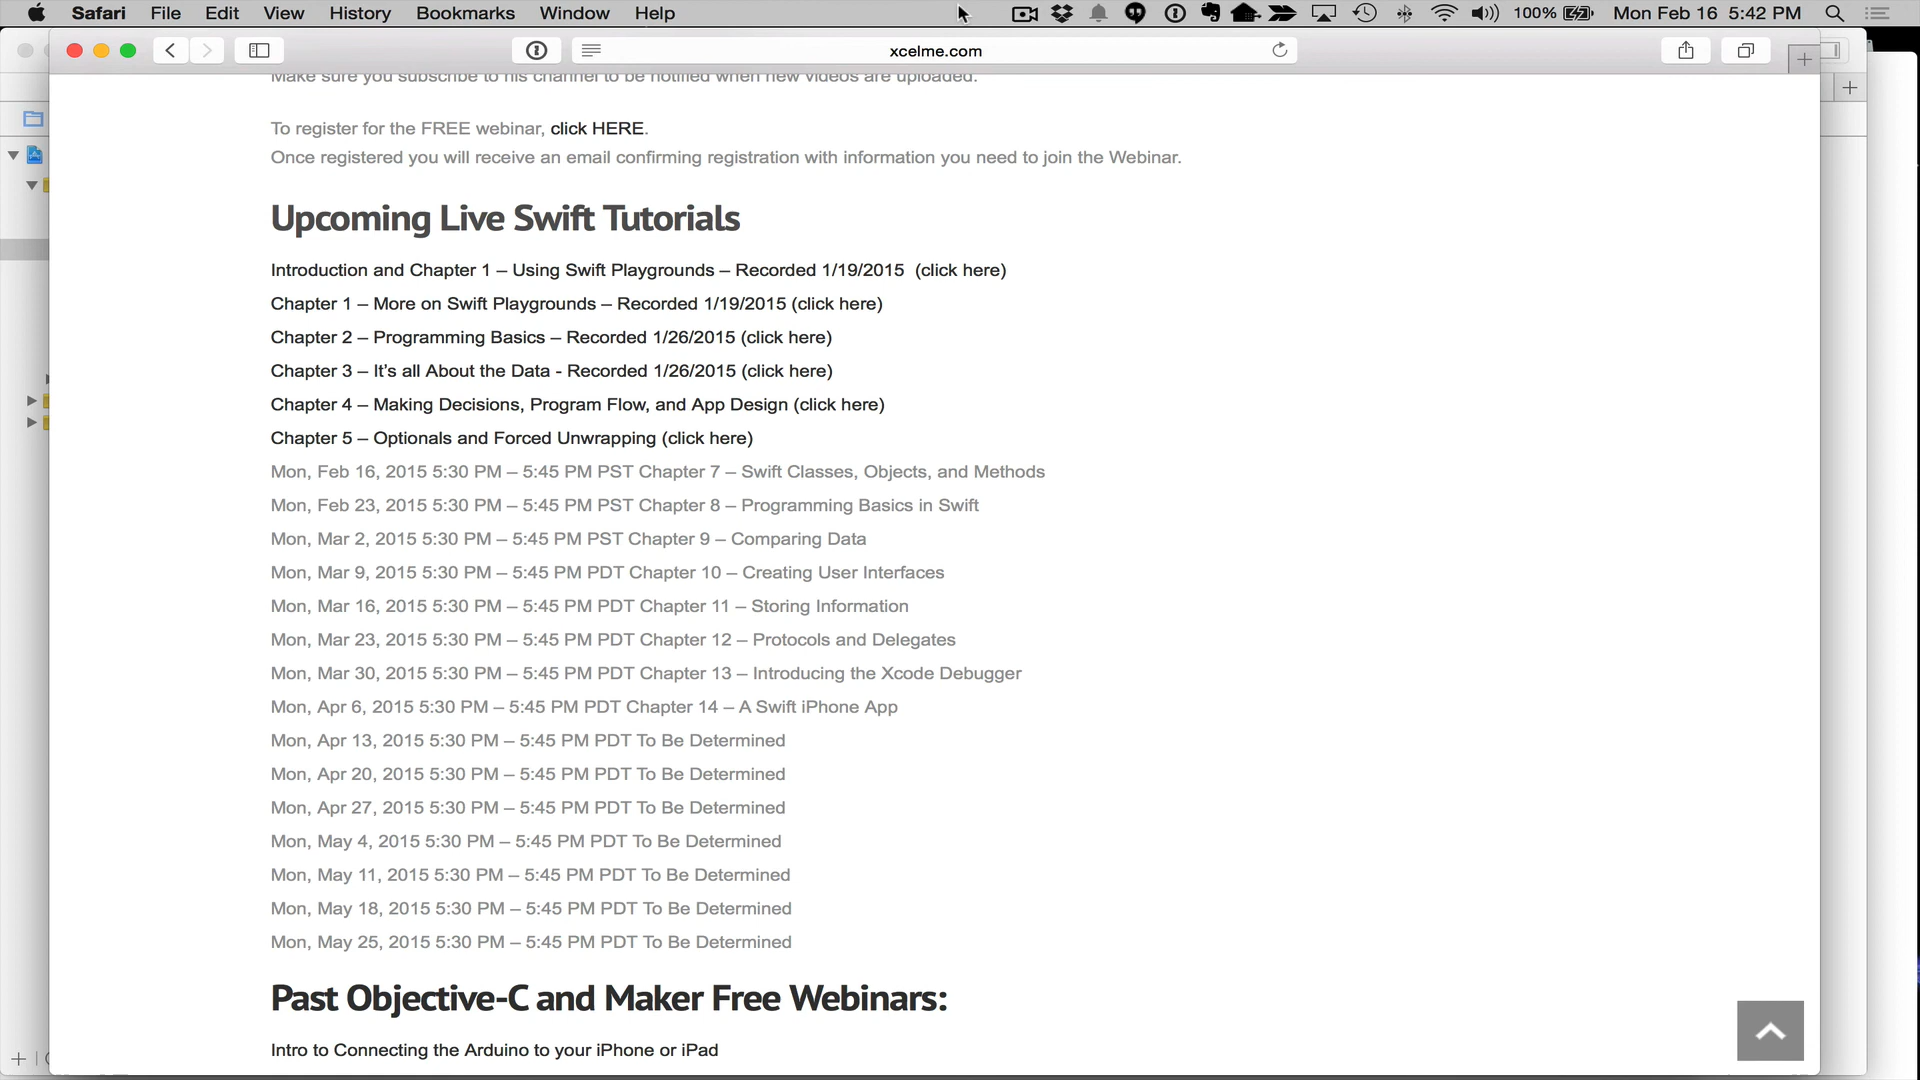 Safari File Edit View History Bookmarks Window Help 100% Mon Feb 16 5:42 PM
xcelme.com
Make sure you subscribe to his channel to be notified when new videos are uploaded.
To register for the FREE webinar, click HERE.
Once registered you will receive an email confirming registration with information you need to join the Webinar.
Upcoming Live Swift Tutorials
Introduction and Chapter 1 – Using Swift Playgrounds – Recorded 1/19/2015 (click here)
Chapter 1 – More on Swift Playgrounds – Recorded 1/19/2015 (click here)
Chapter 2 – Programming Basics – Recorded 1/26/2015 (click here)
Chapter 3 – It’s all About the Data - Recorded 1/26/2015 (click here)
Chapter 4 – Making Decisions, Program Flow, and App Design (click here)
Chapter 5 – Optionals and Forced Unwrapping (click here)
Mon, Feb 16, 2015 5:30 PM – 5:45 PM PST Chapter 7 – Swift Classes, Objects, and Methods
Mon, Feb 23, 2015 5:30 PM – 5:45 PM PST Chapter 8 – Programming Basics in Swift
Mon, Mar 2, 2015 5:30 PM – 5:45 PM PST Chapter 9 – Comparing Data
Mon, Mar 9, 2015 5:30 PM – 5:45 PM PDT Chapter 10 – Creating User Interfaces
Mon, Mar 16, 2015 5:30 PM – 5:45 PM PDT Chapter 11 – Storing Information
Mon, Mar 23, 2015 5:30 PM – 5:45 PM PDT Chapter 12 – Protocols and Delegates
Mon, Mar 30, 2015 5:30 PM – 5:45 PM PDT Chapter 13 – Introducing the Xcode Debugger
Mon, Apr 6, 2015 5:30 PM – 5:45 PM PDT Chapter 14 – A Swift iPhone App
Mon, Apr 13, 2015 5:30 PM – 5:45 PM PDT To Be Determined
Mon, Apr 20, 2015 5:30 PM – 5:45 PM PDT To Be Determined
Mon, Apr 27, 2015 5:30 PM – 5:45 PM PDT To Be Determined
Mon, May 4, 2015 5:30 PM – 5:45 PM PDT To Be Determined
Mon, May 11, 2015 5:30 PM – 5:45 PM PDT To Be Determined
Mon, May 18, 2015 5:30 PM – 5:45 PM PDT To Be Determined
Mon, May 25, 2015 5:30 PM – 5:45 PM PDT To Be Determined
Past Objective-C and Maker Free Webinars:
Intro to Connecting the Arduino to your iPhone or iPad